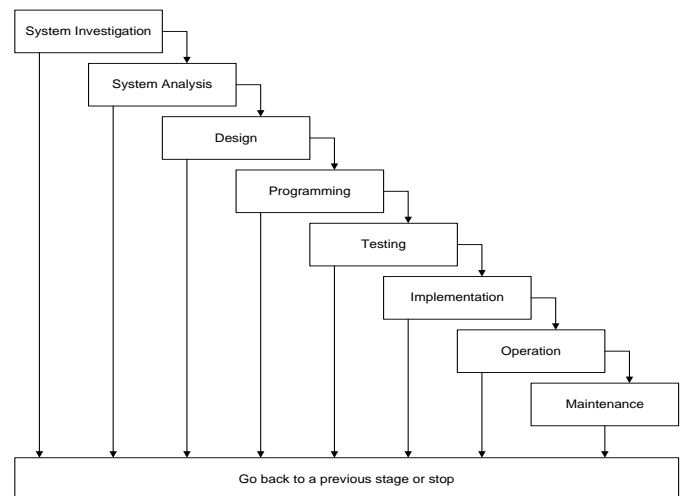 System Investigation
System Analysis
Design
Programming
Testing
Implementation
Operation
Maintenance
Go back to a previous stage or stop